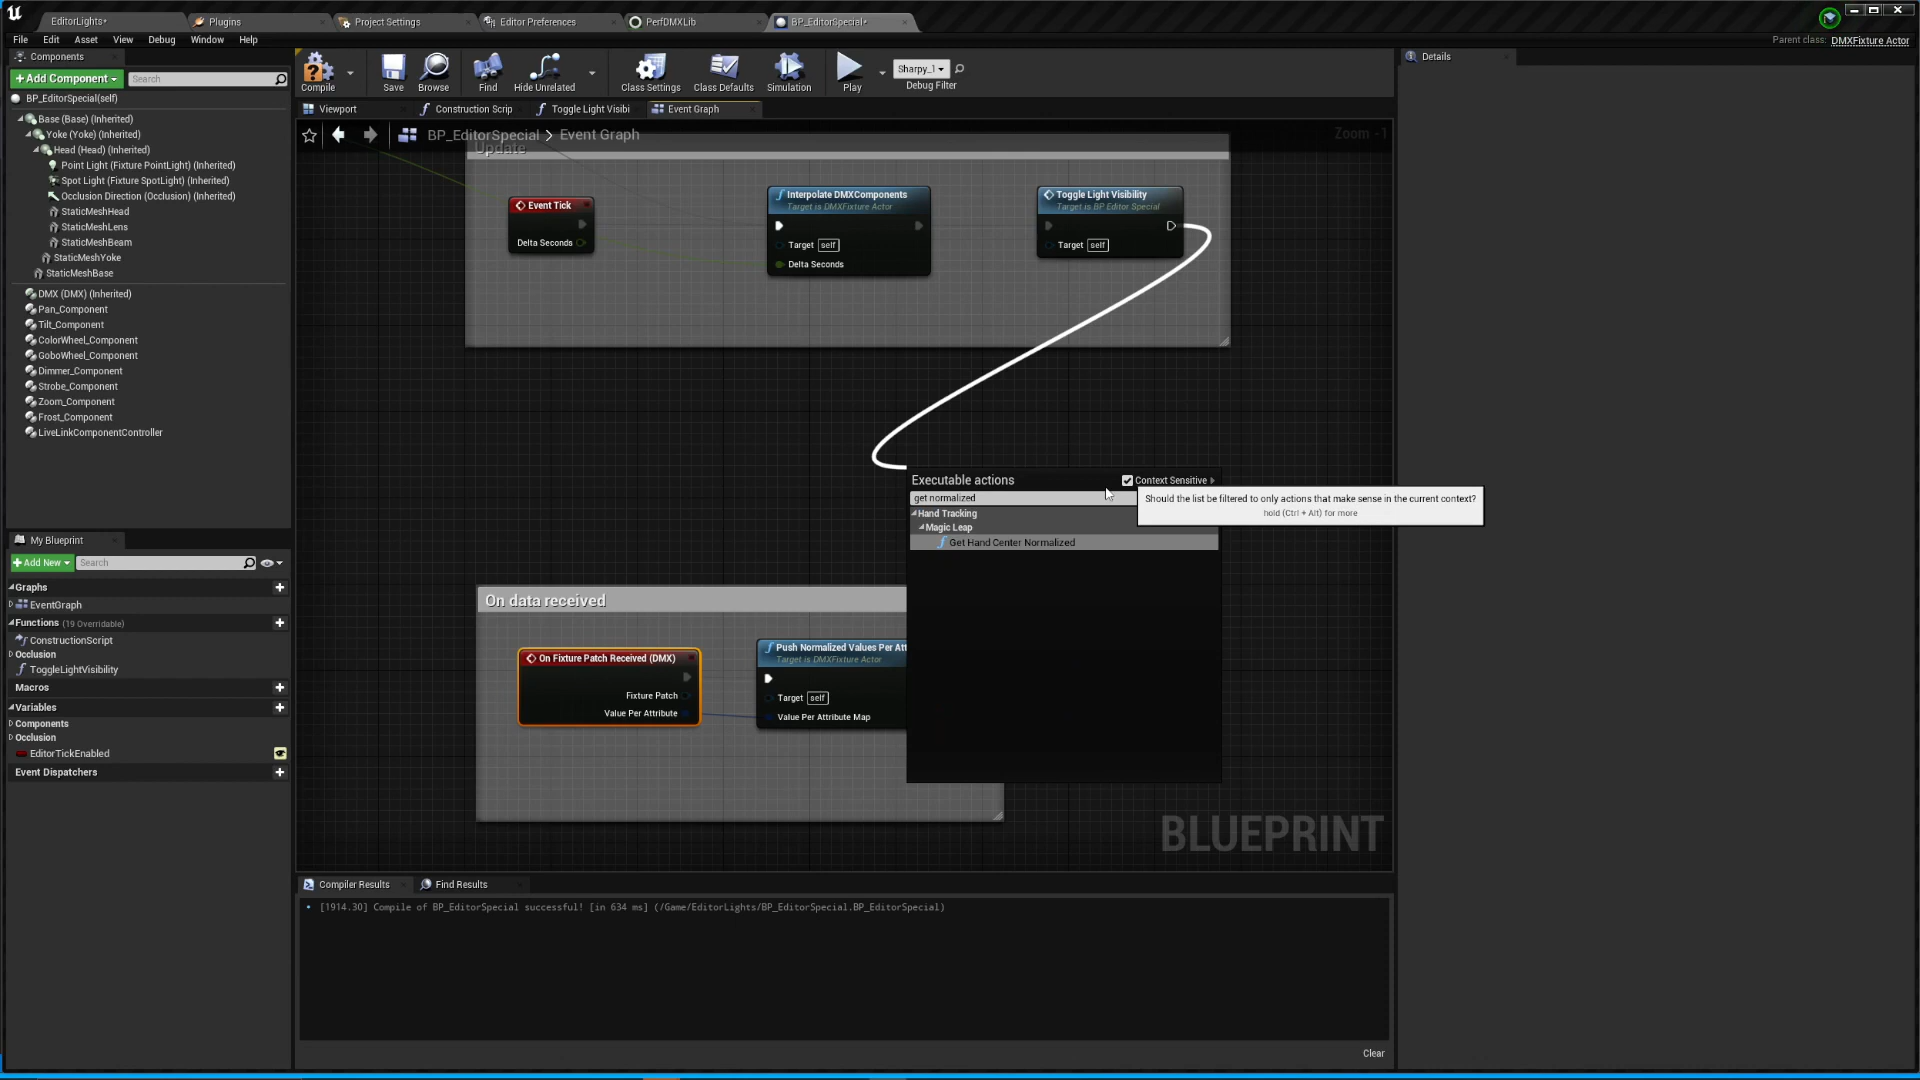 EditorLights*
Plugins
Project Settings
Editor Preferences
PerfDMXLib
BP_EditorSpecial*
File
Edit
Asset
View
Debug
Window
Help
Parent class: DMXFixture Actor
Components
+Add Component
Search
BP_EditorSpecial(self)
Base (Base) (Inherited)
Yoke (Yoke) (Inherited)
Head (Head) (Inherited)
Point Light (Fixture PointLight) (Inherited)
Spot Light (Fixture SpotLight) (Inherited)
Occlusion Direction (Occlusion) (Inherited)
StaticMeshHead
StaticMeshLens
StaticMeshBeam
StaticMeshYoke
StaticMeshBase
DMX (DMX) (Inherited)
Pan_Component
Tilt_Component
ColorWheel_Component
GoboWheel_Component
Dimmer_Component
Strobe_Component
Zoom_Component
Frost_Component
LiveLinkComponentController
My Blueprint
+Add New
Search
Graphs
EventGraph
Functions (19 Overridable)
ConstructionScript
Occlusion
ToggleLightVisibility
Macros
Variables
Components
Occlusion
EditorTickEnabled
Event Dispatchers
Compile
Save
Browse
Find
Hide Unrelated
Class Settings
Class Defaults
Simulation
Play
Sharpy_1
Debug Filter
Viewport
Construction Scrip
Toggle Light Visibi
Event Graph
BP_EditorSpecial > Event Graph
Zoom -1
Update
Event Tick
Delta Seconds
Interpolate DMXComponents
Target is DMXFixture Actor
Target self
Delta Seconds
Toggle Light Visibility
Target is BP Editor Special
Target self
Executable actions
Context Sensitive
get normalized
Hand Tracking
Magic Leap
Get Hand Center Normalized
Should the list be filtered to only actions that make sense in the current context?
hold (Ctrl + Alt) for more
On data received
On Fixture Patch Received (DMX)
Fixture Patch
Value Per Attribute
Push Normalized Values Per Att
Target is DMXFixture Actor
Target self
Value Per Attribute Map
BLUEPRINT
Compiler Results
Find Results
[1914.30] Compile of BP_EditorSpecial successful! [in 634 ms] (/Game/EditorLights/BP_EditorSpecial.BP_EditorSpecial)
Clear
Details